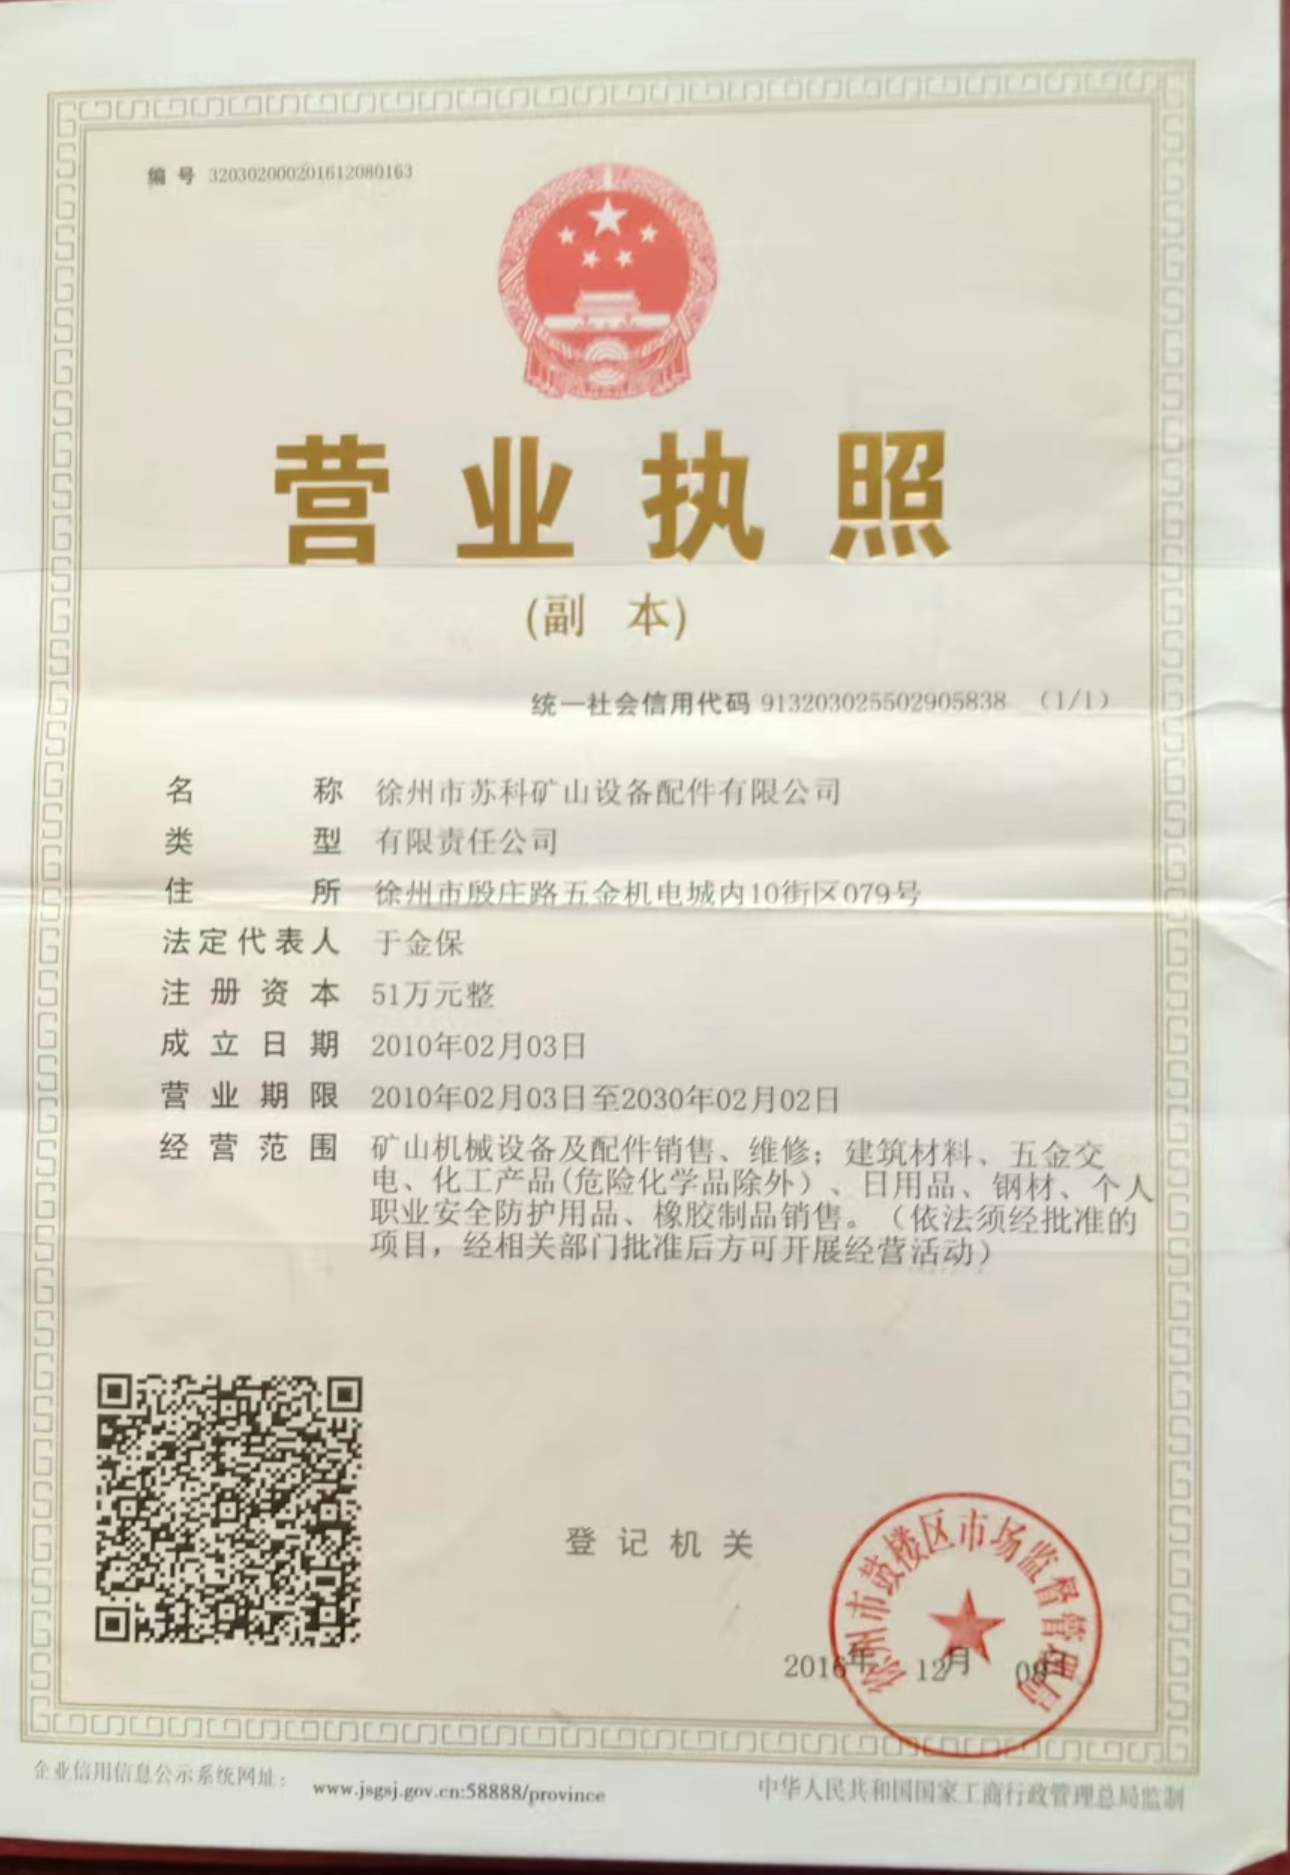 编 号 320302000201612080163
营业执照
(副 本)
统一社会信用代码 913203025502905838 （1/1）
名 称 徐州市苏科矿山设备配件有限公司
类 型 有限责任公司
住 所 徐州市殷庄路五金机电城内10街区079号
法定代表人 于金保
注册资本 51万元整
成立日期 2010年02月03日
营业期限 2010年02月03日至2030年02月02日
经营范围 矿山机械设备及配件销售、维修；建筑材料、五金交
电、化工产品(危险化学品除外）、日用品、钢材、个人
职业安全防护用品、橡胶制品销售。（依法须经批准的
项目，经相关部门批准后方可开展经营活动）
登记机关
徐州市鼓楼区市场监督管理局
2016年 12月
企业信用信息公示系统网址： www.jsgsj.gov.cn:58888/province
中华人民共和国国家工商行政管理总局监制